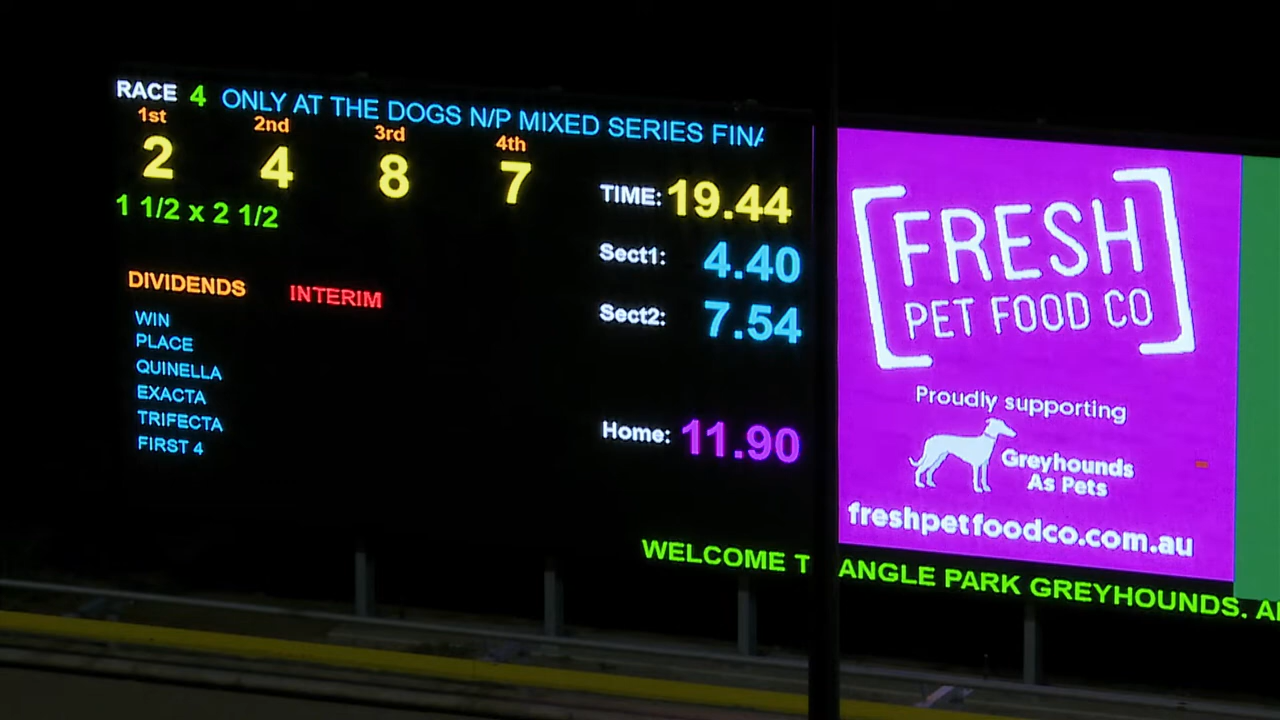 RACE 4 ONLY AT THE DOGS N/P MIXED SERIES FINA
1st 2nd 3rd 4th
2 4 8 7
1 1/2 x 2 1/2
TIME: 19.44
Sect1: 4.40
Sect2: 7.54
Home: 11.90
DIVIDENDS INTERIM
WIN
PLACE
QUINELLA
EXACTA
TRIFECTA
FIRST 4
FRESH
PET FOOD CO
Proudly supporting
Greyhounds
As Pets
freshpetfoodco.com.au
WELCOME T ANGLE PARK GREYHOUNDS. A